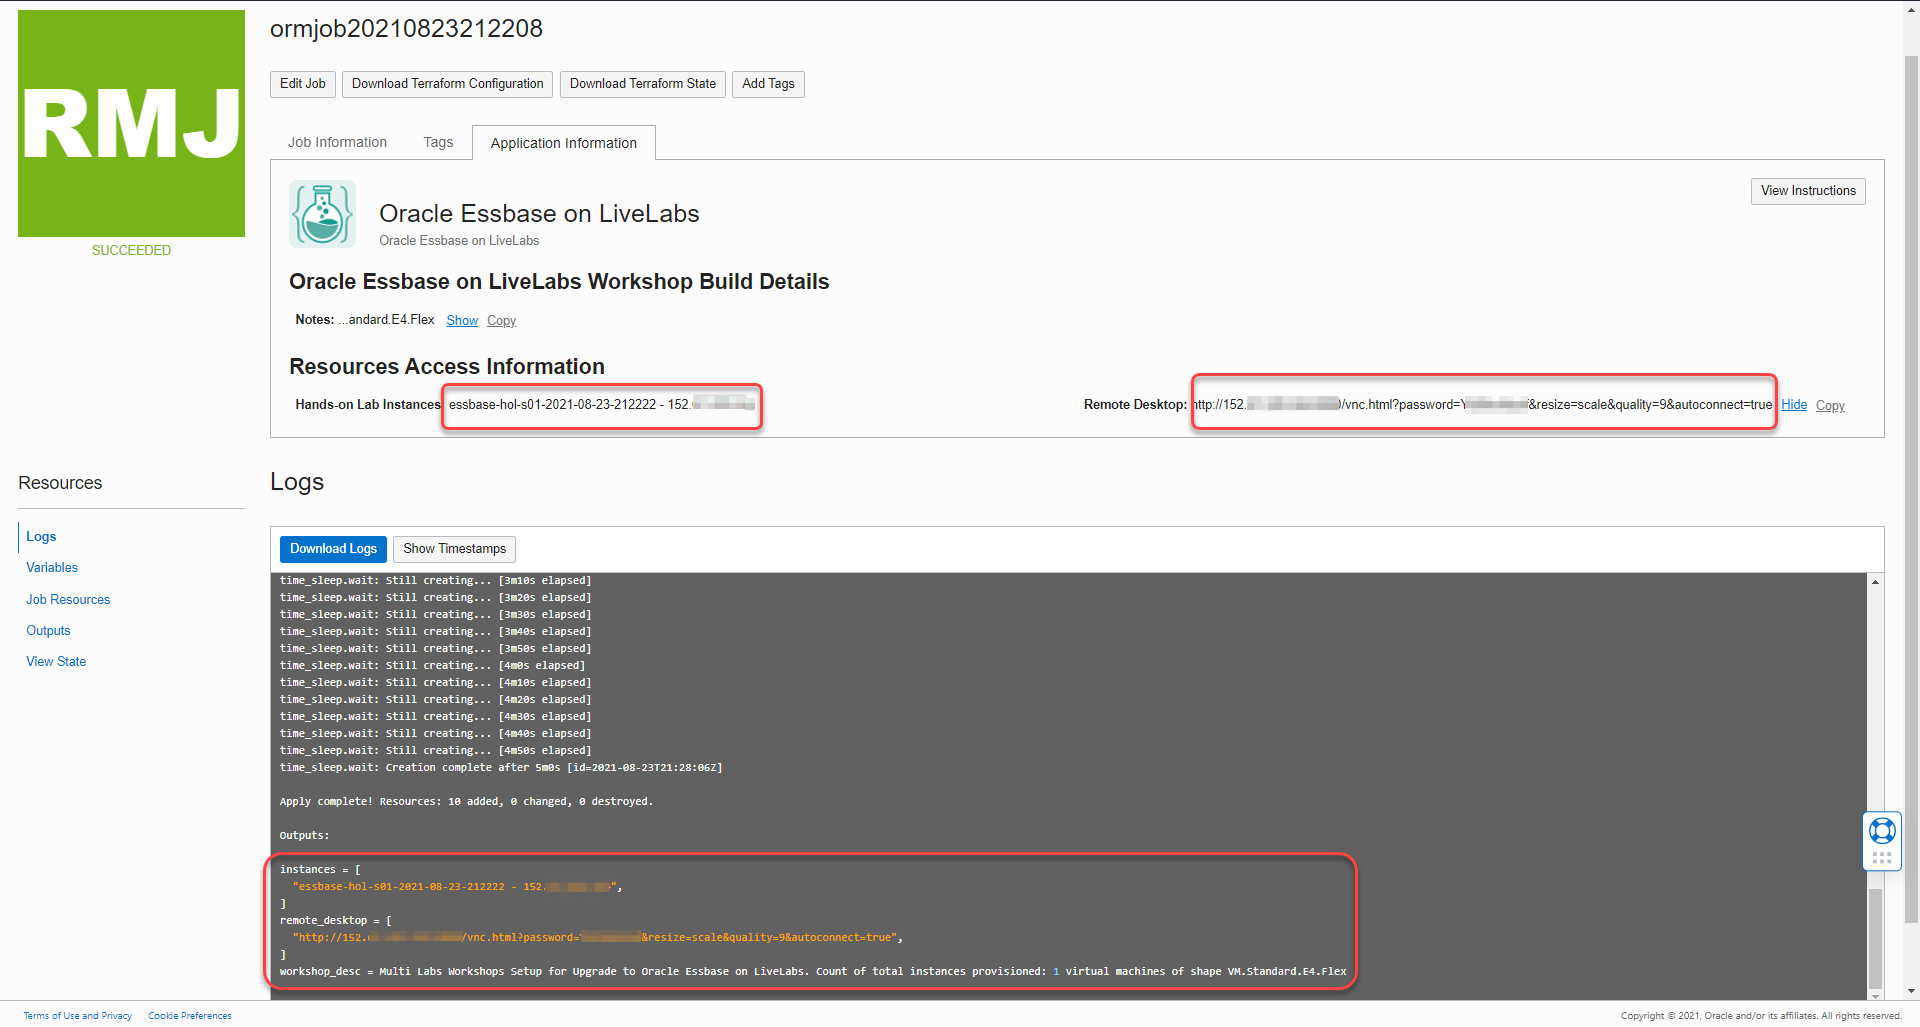 RMJ
SUCCEEDED
ormjob20210823212208
Edit Job Download Terraform Configuration Download Terraform State Add Tags
Job Information Tags Application Information
View Instructions
Oracle Essbase on LiveLabs
Oracle Essbase on LiveLabs
Oracle Essbase on LiveLabs Workshop Build Details
Notes: ...andard.E4.Flex Show Copy
Resources Access Information
Hands-on Lab Instances: essbase-hol-s01-2021-08-23-212222 - 152.
Remote Desktop: http://152. /vnc.html?password=Y &resize=scale&quality=9&autoconnect=true Hide Copy
Resources
Logs
Variables
Job Resources
Outputs
View State
Logs
Download Logs Show Timestamps
time_sleep.wait: Still creating... [3m10s elapsed]
time_sleep.wait: Still creating... [3m20s elapsed]
time_sleep.wait: Still creating... [3m30s elapsed]
time_sleep.wait: Still creating... [3m40s elapsed]
time_sleep.wait: Still creating... [3m50s elapsed]
time_sleep.wait: Still creating... [4m0s elapsed]
time_sleep.wait: Still creating... [4m10s elapsed]
time_sleep.wait: Still creating... [4m20s elapsed]
time_sleep.wait: Still creating... [4m30s elapsed]
time_sleep.wait: Still creating... [4m40s elapsed]
time_sleep.wait: Still creating... [4m50s elapsed]
time_sleep.wait: Creation complete after 5m0s [id=2021-08-23T21:28:06Z]
Apply complete! Resources: 10 added, 0 changed, 0 destroyed.
Outputs:
instances = [
"essbase-hol-s01-2021-08-23-212222 - 152. ",
]
remote_desktop = [
"http://152. /vnc.html?password= &resize=scale&quality=9&autoconnect=true",
]
workshop_desc = Multi Labs Workshops Setup for Upgrade to Oracle Essbase on LiveLabs. Count of total instances provisioned: 1 virtual machines of shape VM.Standard.E4.Flex
Terms of Use and Privacy Cookie Preferences
Copyright © 2021, Oracle and/or its affiliates. All rights reserved.